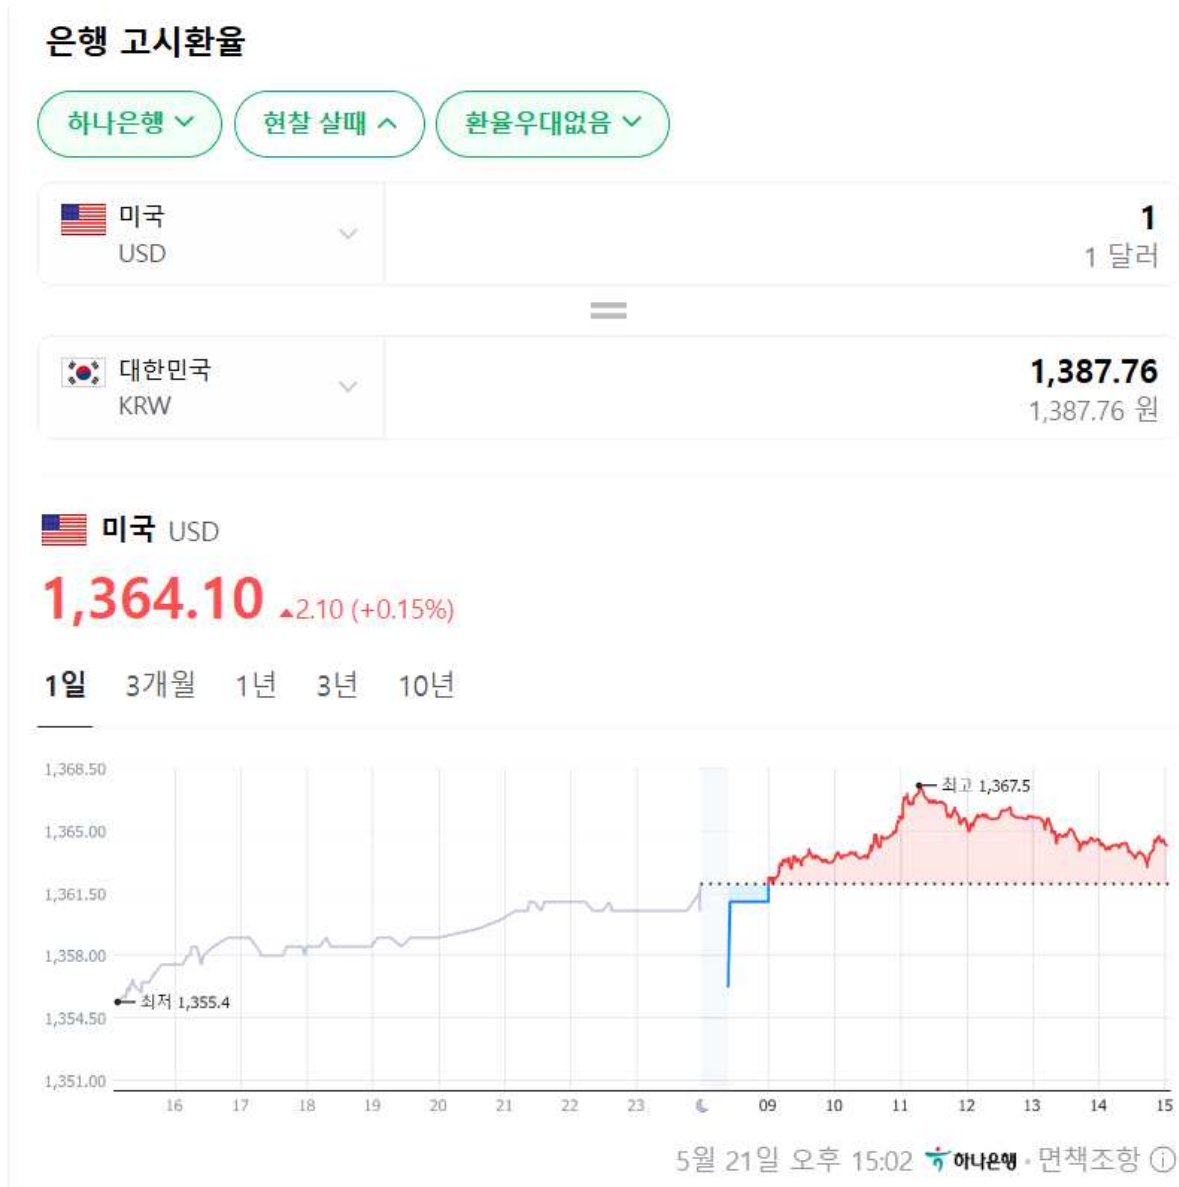 은행 고시환율
하나은행 현찰 살때 환율우대없음
미국 1
USD 1 달러
대한민국 1,387.76
KRW 1,387.76 원
미국 USD
1,364.10 ▲2.10 (+0.15%)
1일 3개월 1년 3년 10년
1,368.50
최고 1,367.5
1,365.00
1,361.50
1,358.00
최저 1,355.4
1,354.50
1,351.00
16 17 18 19 20 21 22 23 09 10 11 12 13 14 15
5월 21일 오후 15:02 하나은행 · 면책조항